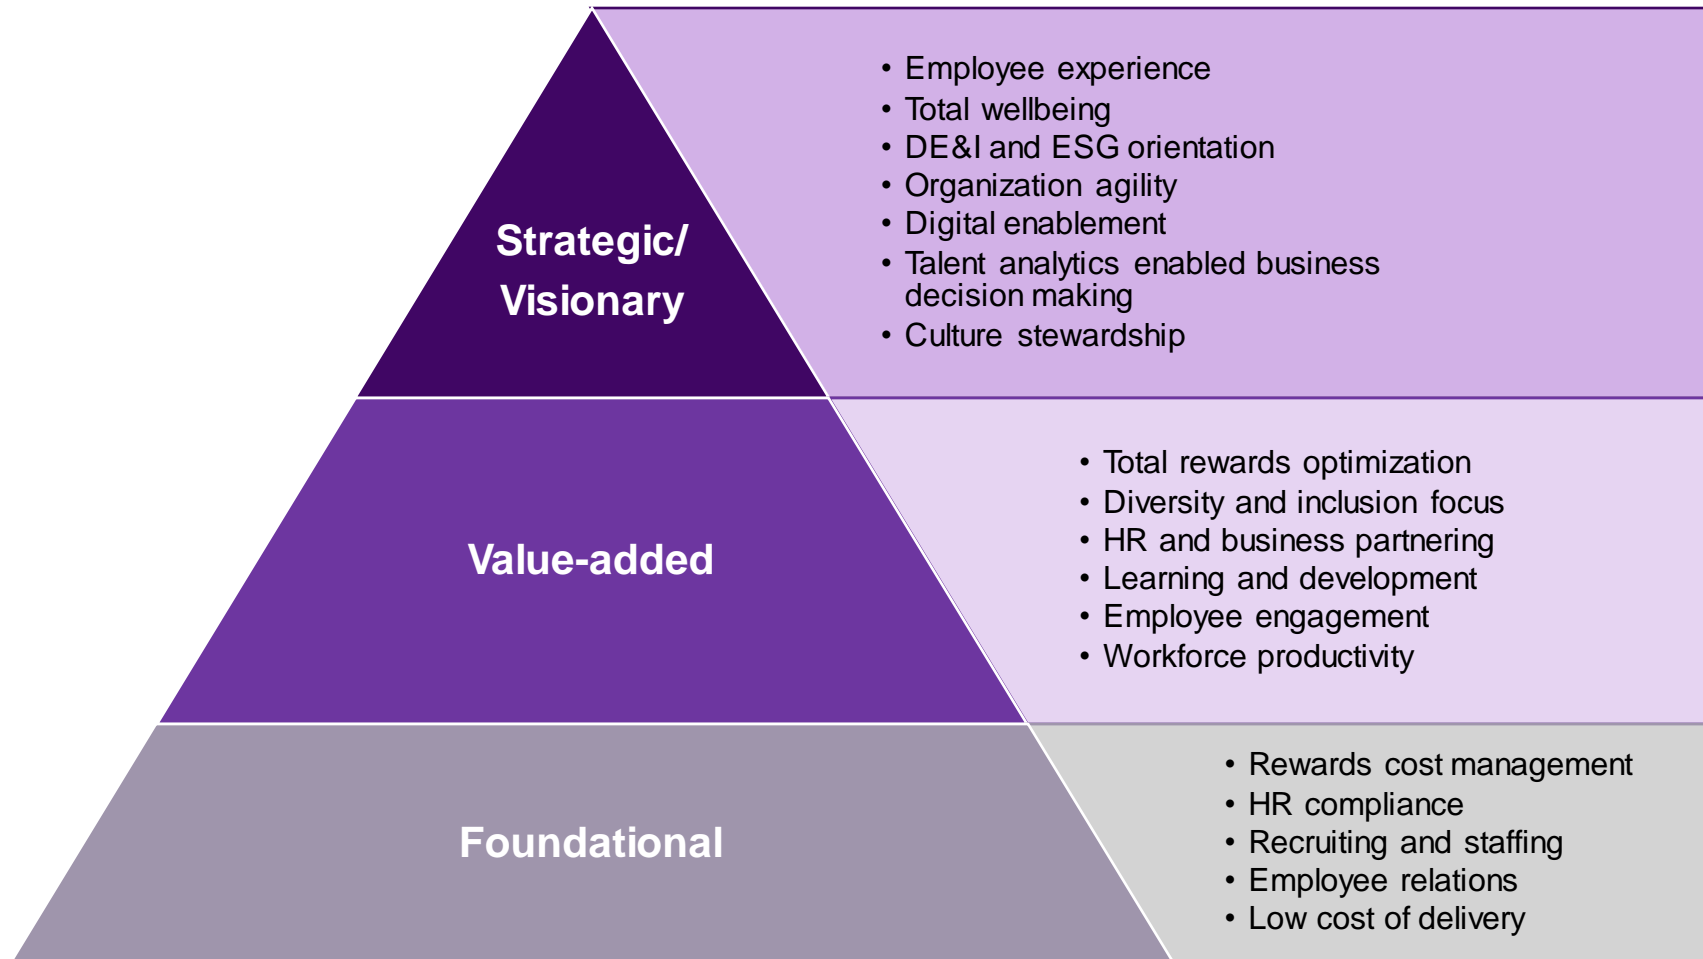 Strategic/
Visionary
• Employee experience
• Total wellbeing
• DE&I and ESG orientation
• Organization agility
• Digital enablement
• Talent analytics enabled business
decision making
• Culture stewardship
Value-added
• Total rewards optimization
• Diversity and inclusion focus
• HR and business partnering
• Learning and development
• Employee engagement
• Workforce productivity
Foundational
• Rewards cost management
• HR compliance
• Recruiting and staffing
• Employee relations
• Low cost of delivery